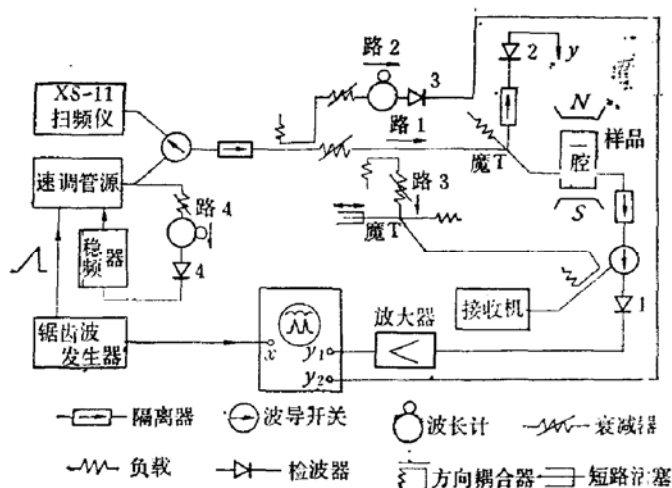 XS-11
扫频仪
速调管源
稳频器
锯齿波
发生器
路 4
4
路 2
3
路 1
2
y
N
样品
腔
S
魔T
路 3
魔T
接收机
放大器
1
x
y₁
y₂
隔离器
波导开关
波长计
衰减器
负载
检波器
方向耦合器
短路活塞